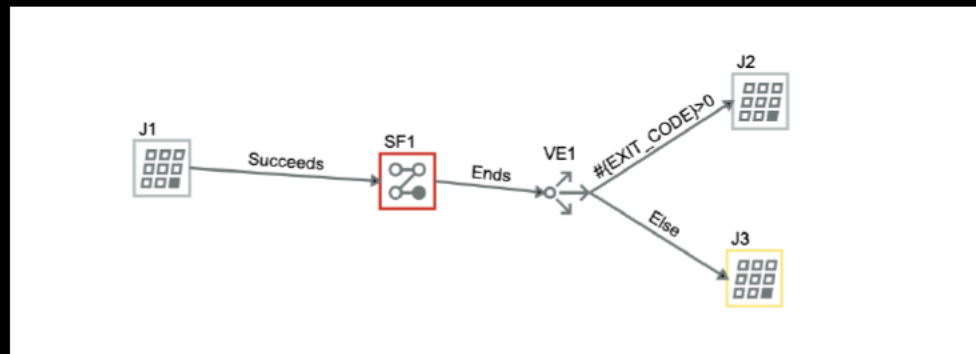 J1
Succeeds
SF1
Ends
VE1
#{EXIT_CODE}>0
J2
Else
J3